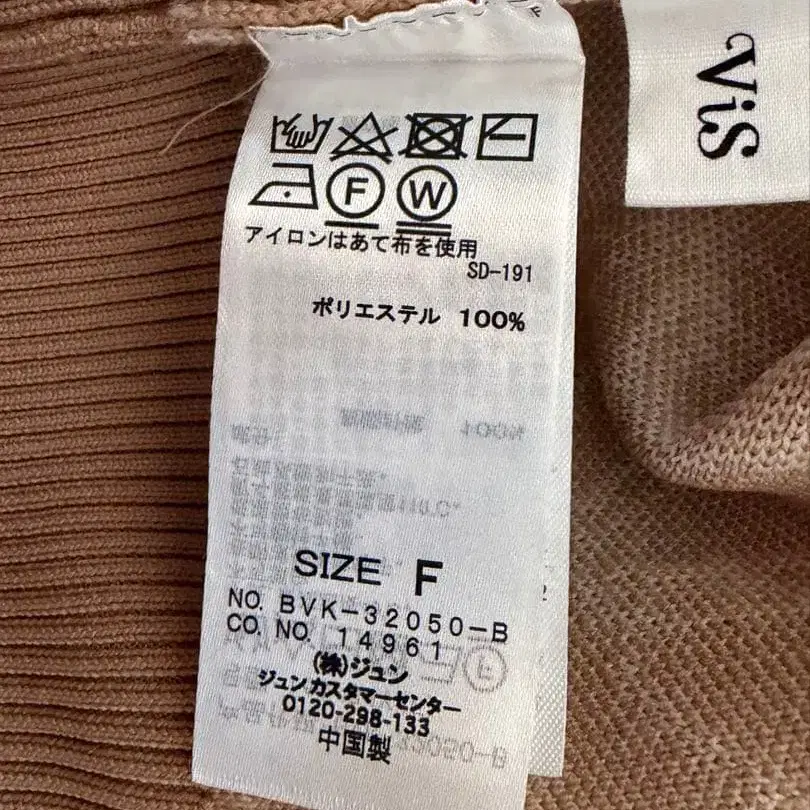 ViS
F
W
アイロンはあて布を使用
SD-191
ポリエステル 100%
SIZE F
NO. BVK-32050-B
CO. NO. 14961
(株)ジュン
ジュン カスタマーセンター
0120-298-133
中国製